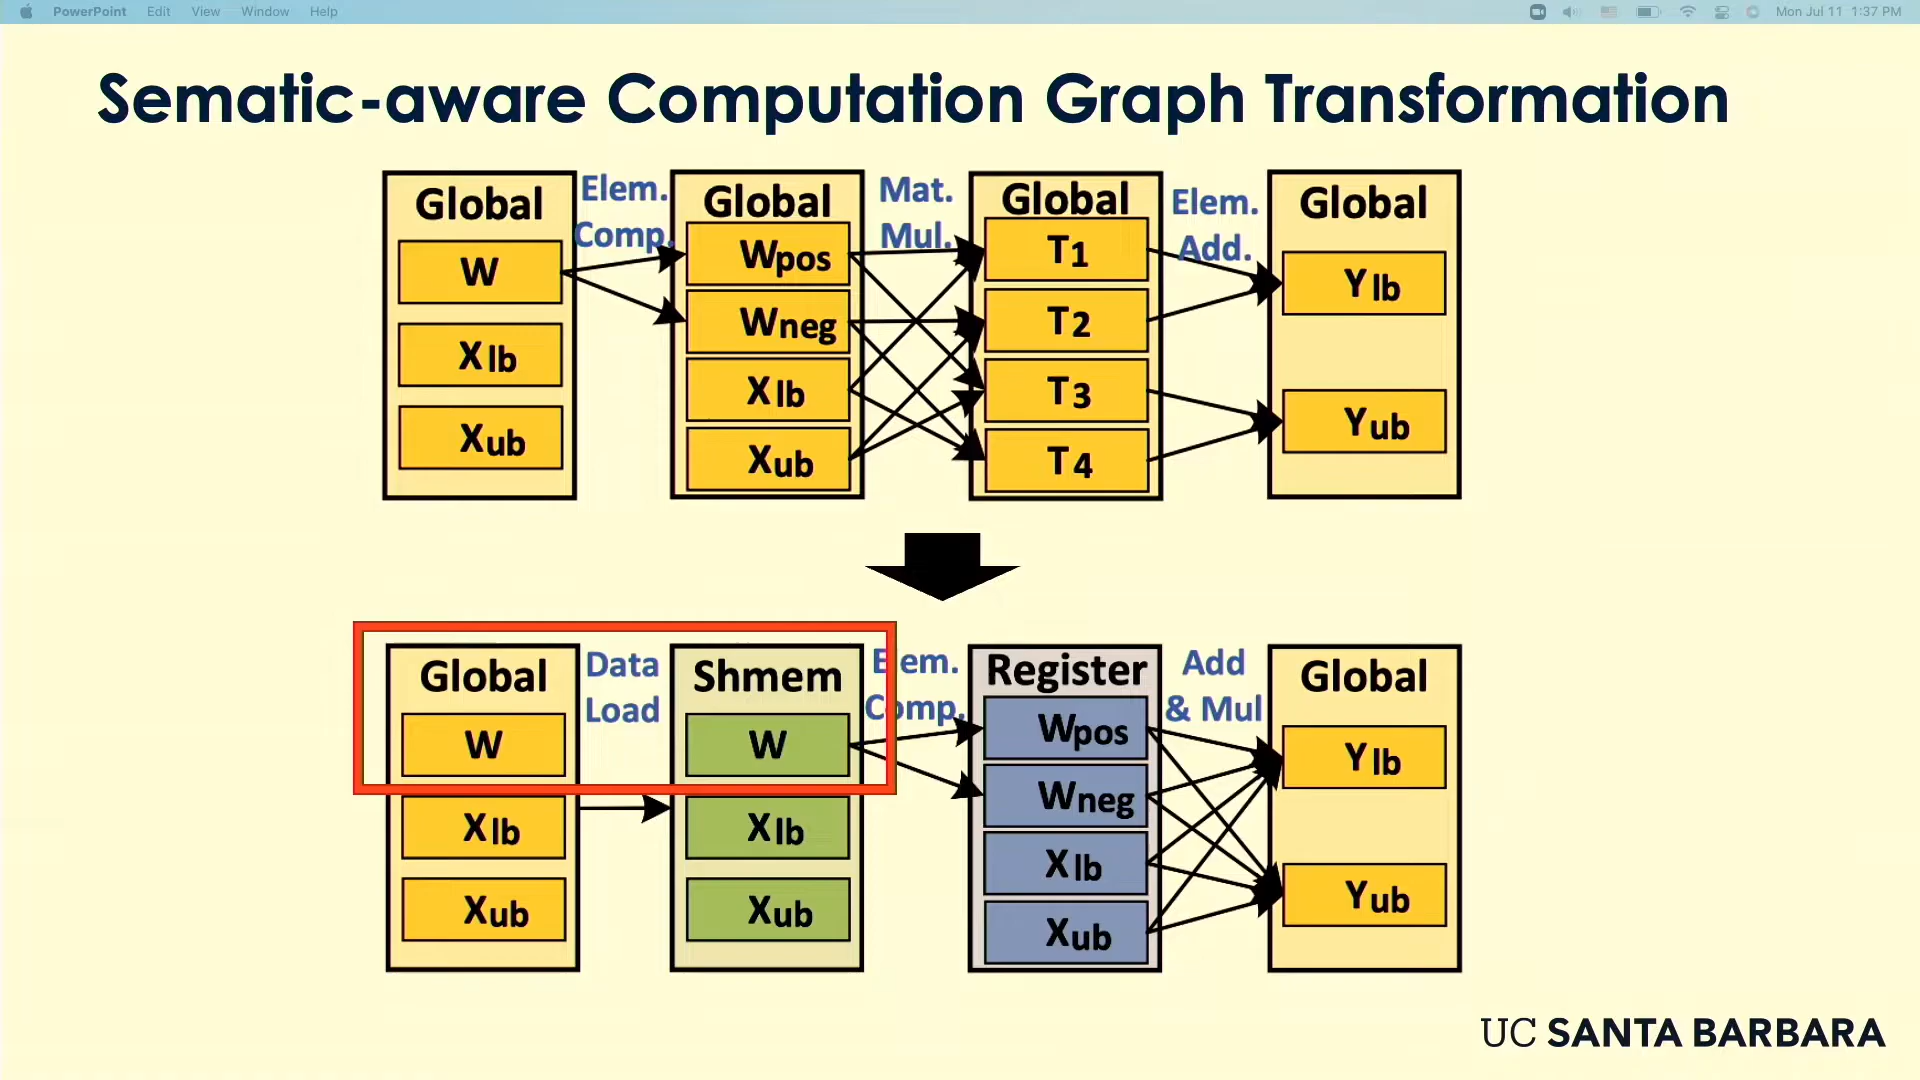 PowerPoint Edit View Window Help Mon Jul 11 1:37 PM
Sematic-aware Computation Graph Transformation
Global
W
Xlb
Xub
Elem.
Comp.
Global
Wpos
Wneg
Xlb
Xub
Mat.
Mul.
Global
T1
T2
T3
T4
Elem.
Add.
Global
Ylb
Yub
Global
W
Xlb
Xub
Data
Load
Shmem
W
Xlb
Xub
Elem.
Comp.
Register
Wpos
Wneg
Xlb
Xub
Add
& Mul
Global
Ylb
Yub
UC SANTA BARBARA